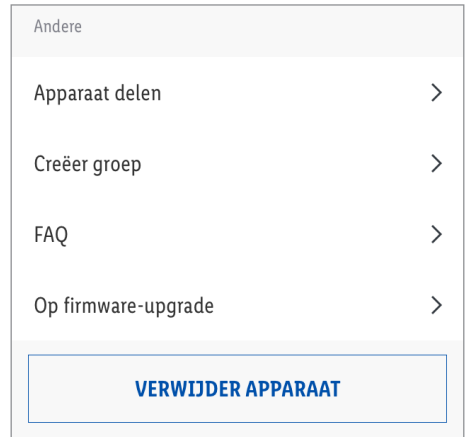 Andere
Apparaat delen
Creëer groep
FAQ
Op firmware-upgrade
VERWIJDER APPARAAT